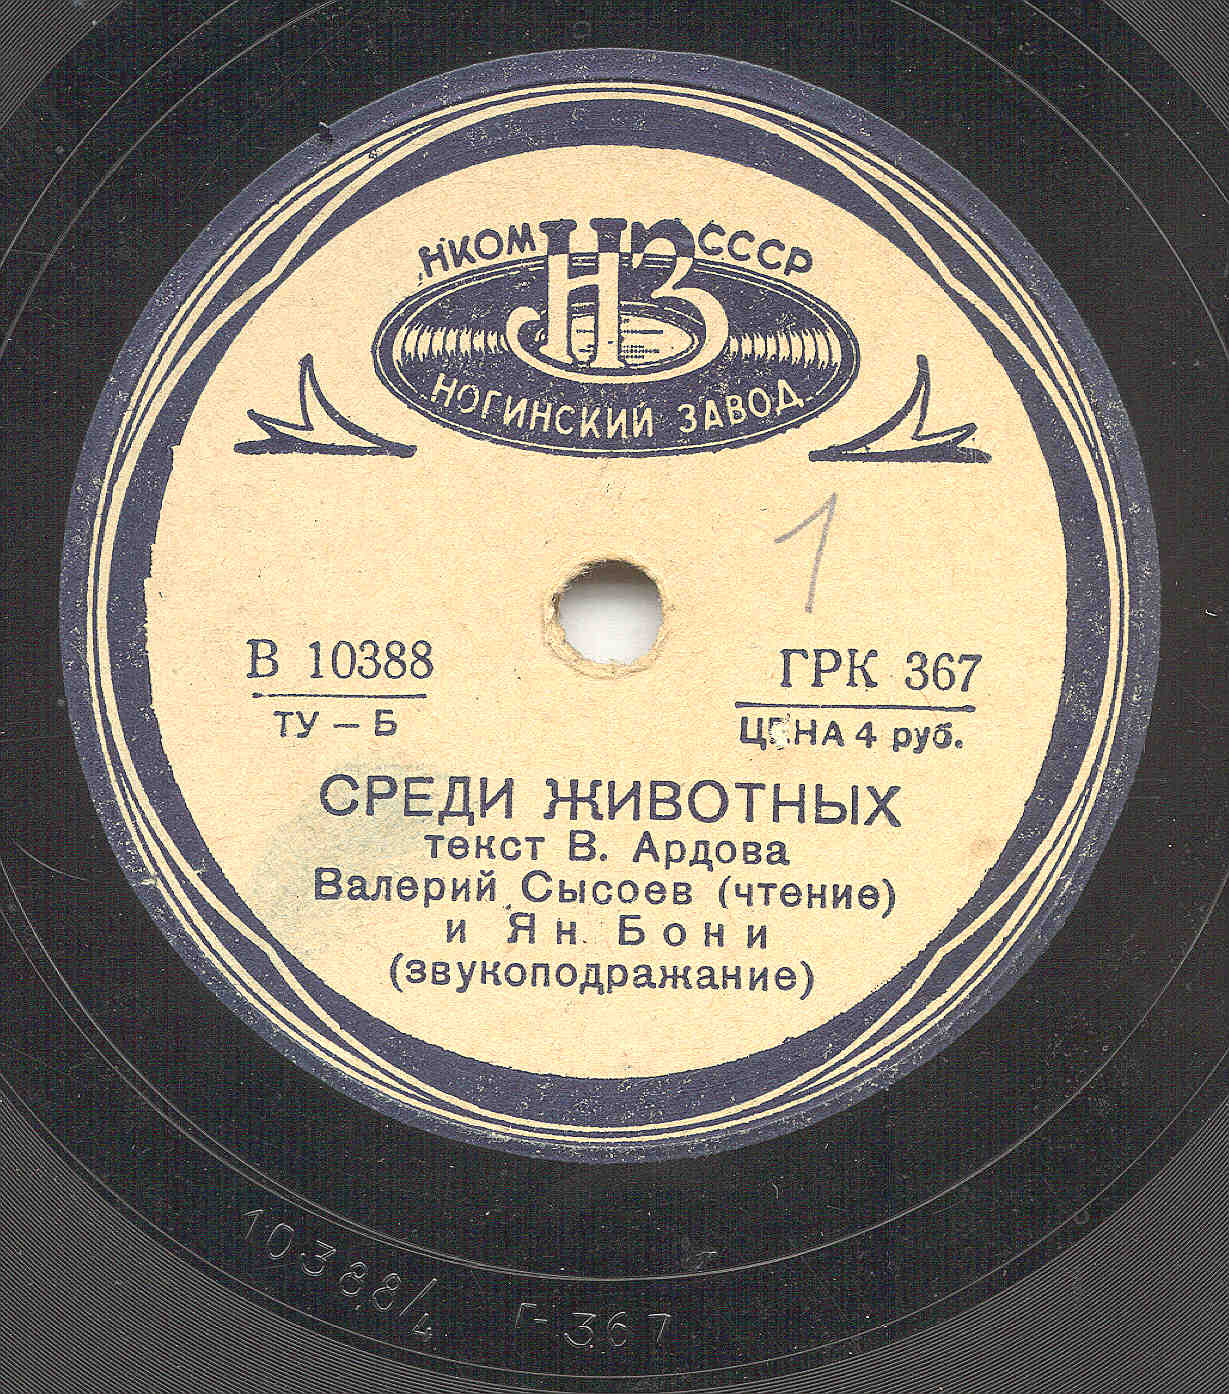 НКОМ НЗ СССР
НОГИНСКИЙ ЗАВОД
1
В 10388
ТУ – Б
ГРК 367
ЦЕНА 4 руб.
СРЕДИ ЖИВОТНЫХ
текст В. Ардова
Валерий Сысоев (чтение)
и Ян Бони
(звукоподражание)
10388/4 Г-367